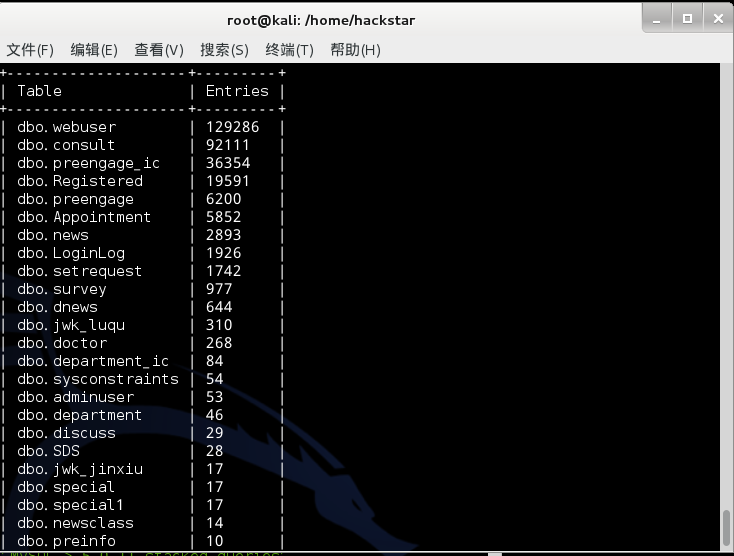 root@kali: /home/hackstar
文件(F) 编辑(E) 查看(V) 搜索(S) 终端(T) 帮助(H)
+--------------------+---------+
| Table | Entries |
+--------------------+---------+
| dbo.webuser | 129286 |
| dbo.consult | 92111 |
| dbo.preengage_ic | 36354 |
| dbo.Registered | 19591 |
| dbo.preengage | 6200 |
| dbo.Appointment | 5852 |
| dbo.news | 2893 |
| dbo.LoginLog | 1926 |
| dbo.setrequest | 1742 |
| dbo.survey | 977 |
| dbo.dnews | 644 |
| dbo.jwk_luqu | 310 |
| dbo.doctor | 268 |
| dbo.department_ic | 84 |
| dbo.sysconstraints | 54 |
| dbo.adminuser | 53 |
| dbo.department | 46 |
| dbo.discuss | 29 |
| dbo.SDS | 28 |
| dbo.jwk_jinxiu | 17 |
| dbo.special | 17 |
| dbo.special1 | 17 |
| dbo.newsclass | 14 |
| dbo.preinfo | 10 |